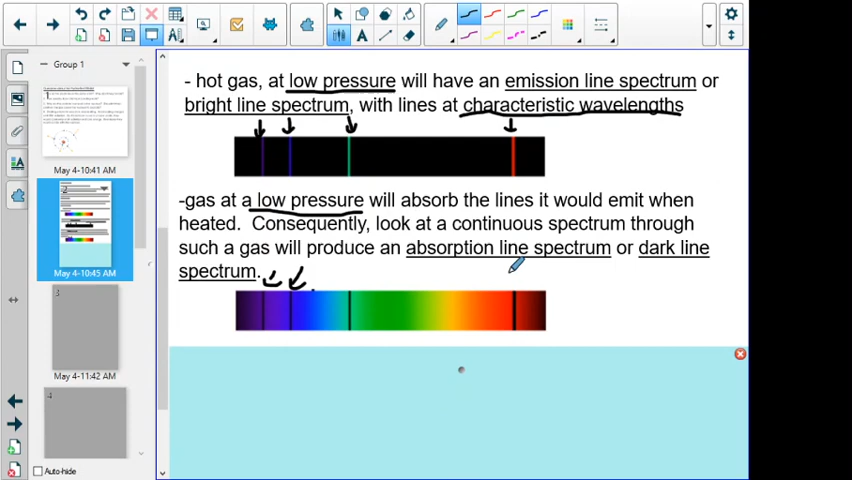 Group 1
May 4-10:41 AM
May 4-10:45 AM
3
May 4-11:42 AM
4
Auto-hide
- hot gas, at low pressure will have an emission line spectrum or
bright line spectrum, with lines at characteristic wavelengths
-gas at a low pressure will absorb the lines it would emit when
heated. Consequently, look at a continuous spectrum through
such a gas will produce an absorption line spectrum or dark line
spectrum.